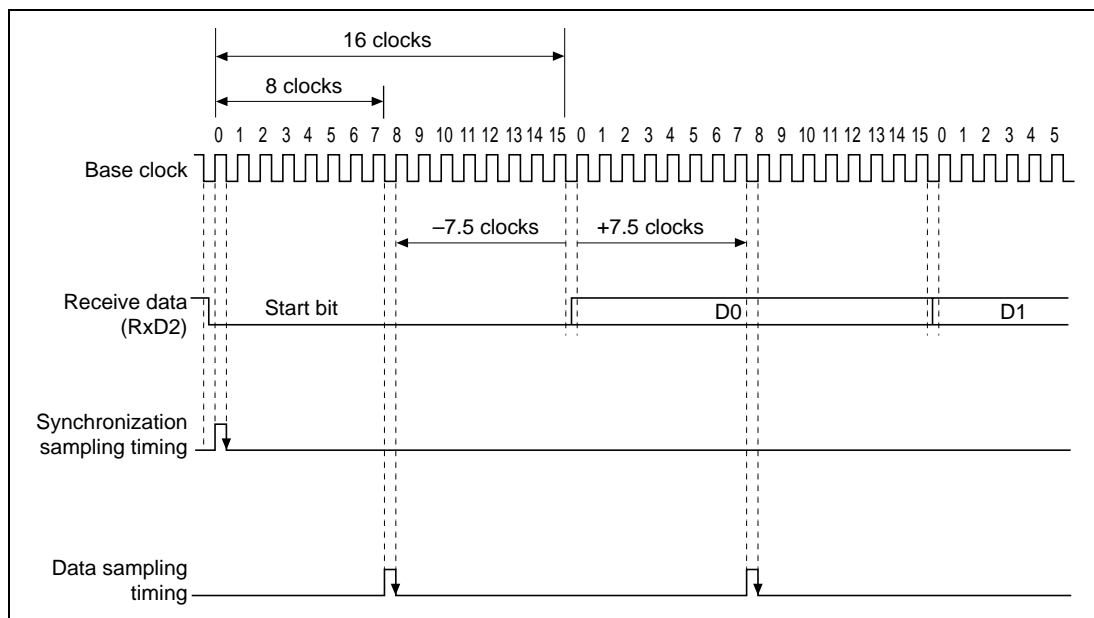 16 clocks
8 clocks
0 1 2 3 4 5 6 7 8 9 10 11 12 13 14 15 0 1 2 3 4 5 6 7 8 9 10 11 12 13 14 15 0 1 2 3 4 5
Base clock
–7.5 clocks +7.5 clocks
Receive data
(RxD2)
Start bit D0 D1
Synchronization
sampling timing
Data sampling
timing